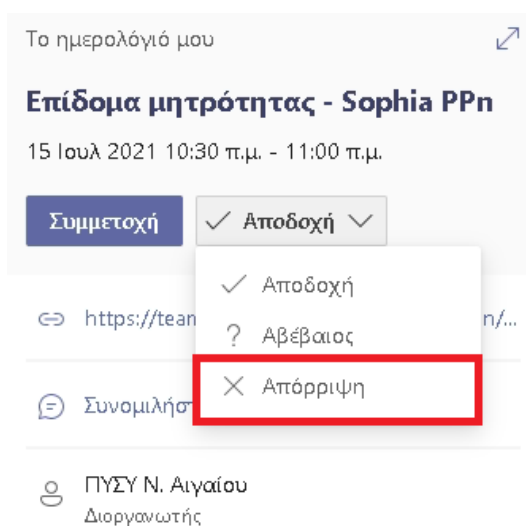 Το ημερολόγιό μου
Επίδομα μητρότητας - Sophia PPn
15 Ιουλ 2021 10:30 π.μ. - 11:00 π.μ.
Συμμετοχή
Αποδοχή
Αποδοχή
https://tean n/...
? Αβέβαιος
Απόρριψη
Συνομιλήσ
ΠΥΣΥ Ν. Αιγαίου
Διοργανωτής